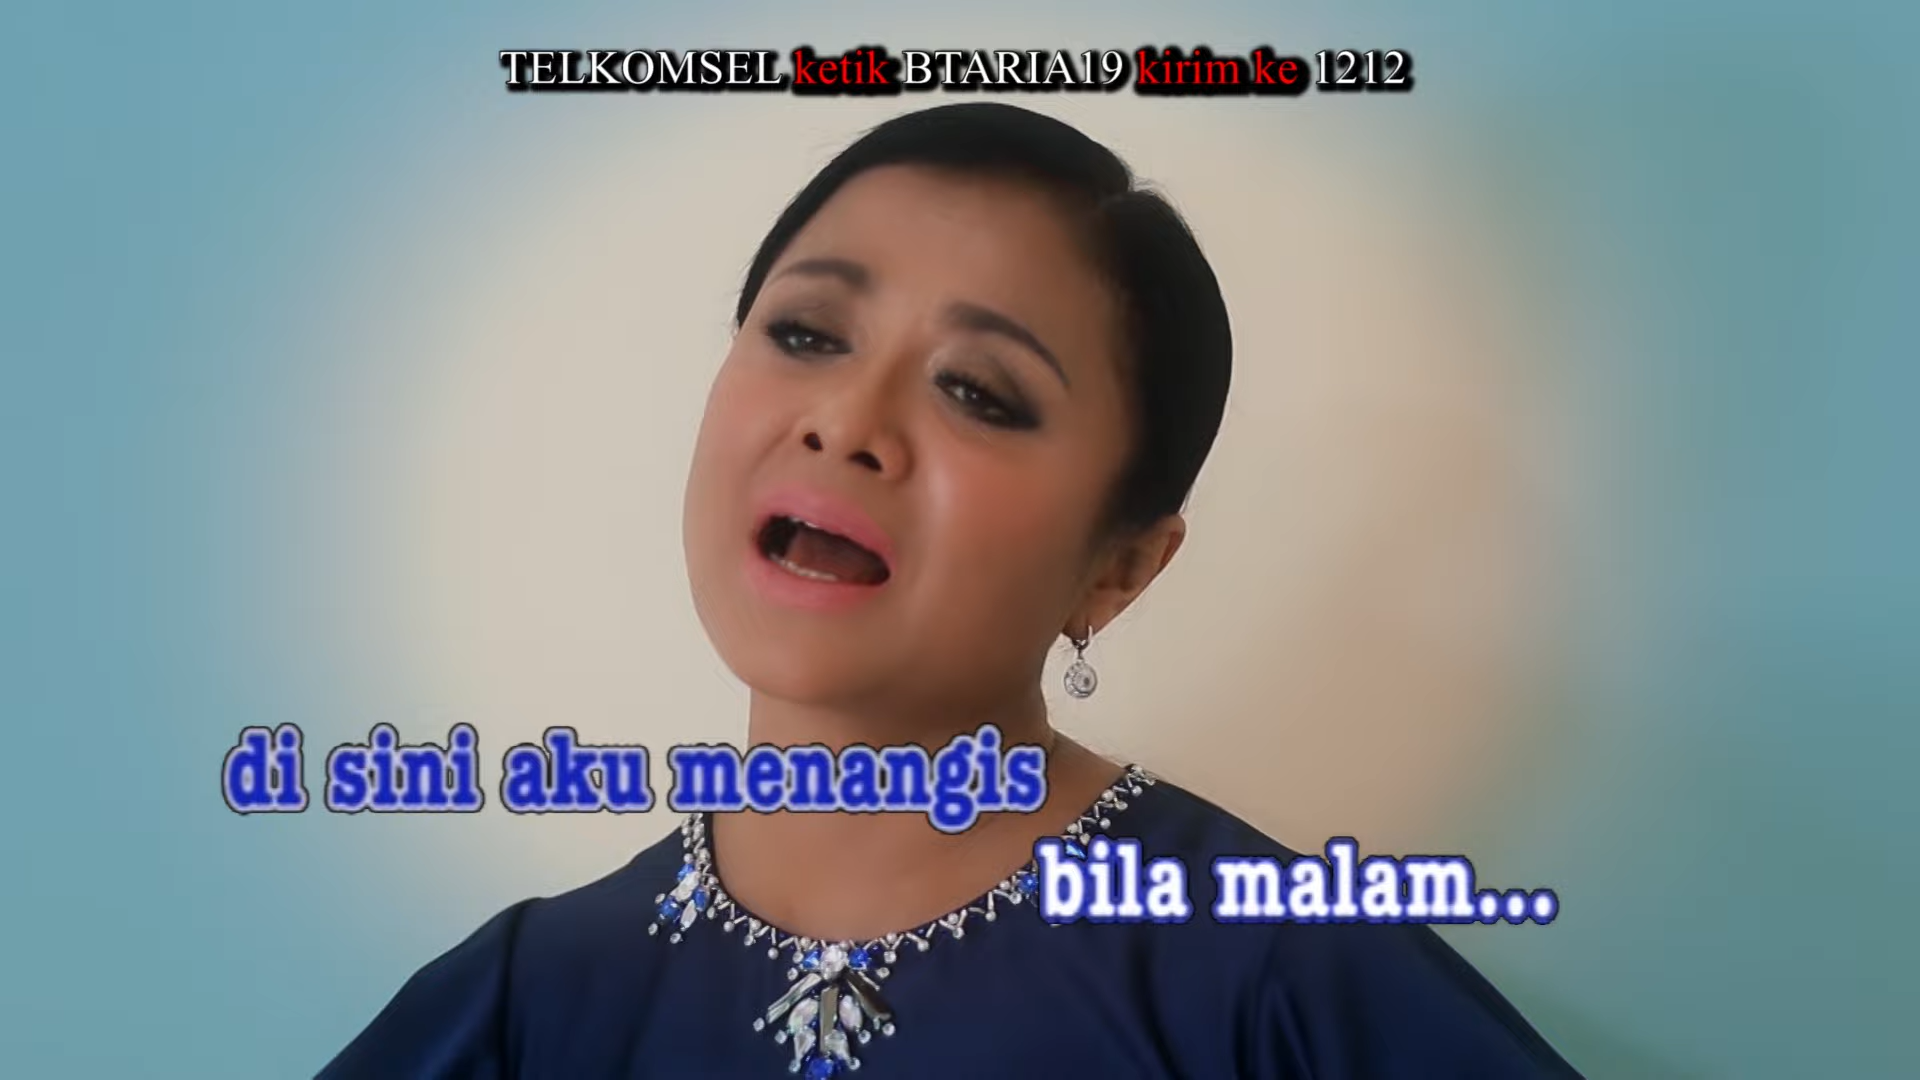 TELKOMSEL ketik BTARIA19 kirim ke 1212
di sini aku menangis
bila malam...